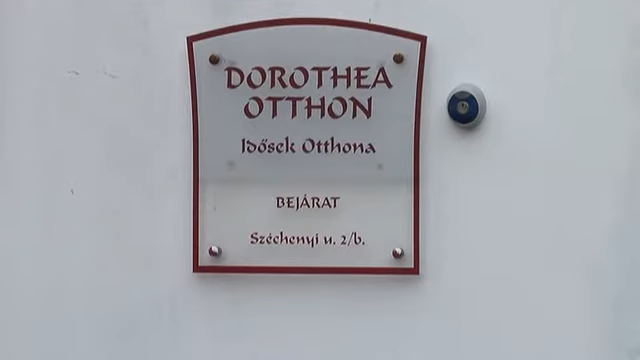 DOROTHEA
OTTHON
Idősek Otthona
BEJÁRAT
Széchenyi u. 2/b.